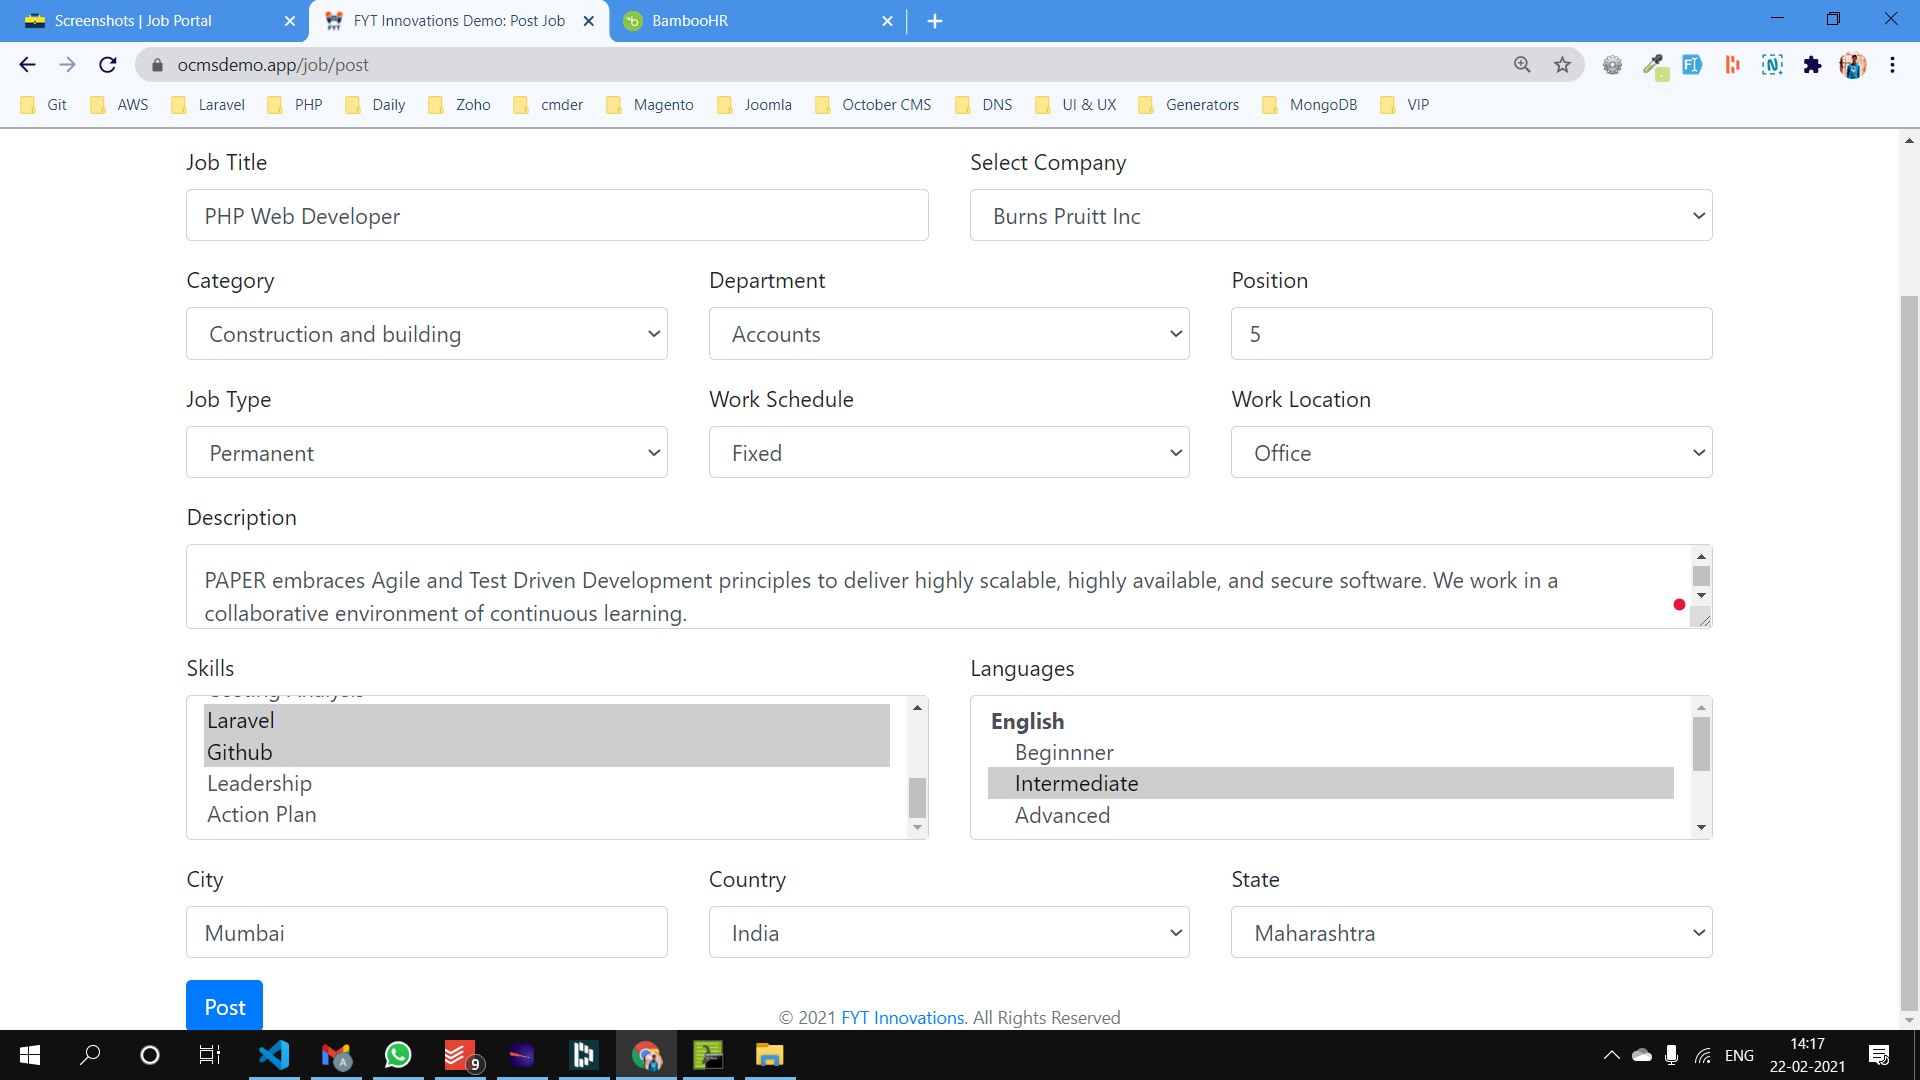 Screenshots | Job Portal
FYT Innovations Demo: Post Job
BambooHR
ocmsdemo.app/job/post
Git
AWS
Laravel
PHP
Daily
Zoho
cmder
Magento
Joomla
October CMS
DNS
UI & UX
Generators
MongoDB
VIP
Job Title
Select Company
PHP Web Developer
Burns Pruitt Inc
Category
Department
Position
Construction and building
Accounts
5
Job Type
Work Schedule
Work Location
Permanent
Fixed
Office
Description
PAPER embraces Agile and Test Driven Development principles to deliver highly scalable, highly available, and secure software. We work in a
collaborative environment of continuous learning.
Skills
Languages
Laravel
Github
Leadership
Action Plan
English
Beginnner
Intermediate
Advanced
City
Country
State
Mumbai
India
Maharashtra
Post
© 2021 FYT Innovations. All Rights Reserved
9
ENG
14:17
22-02-2021